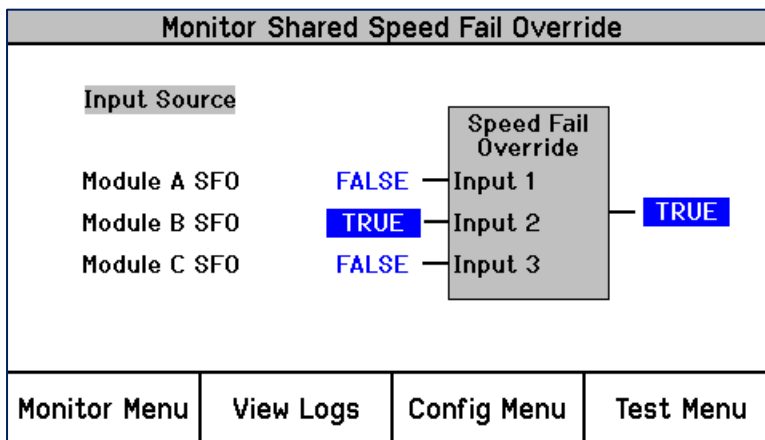 Monitor Shared Speed Fail Override
Input Source
Speed Fail
Override
Module A SFO FALSE Input 1
Module B SFO TRUE Input 2 TRUE
Module C SFO FALSE Input 3
Monitor Menu View Logs Config Menu Test Menu